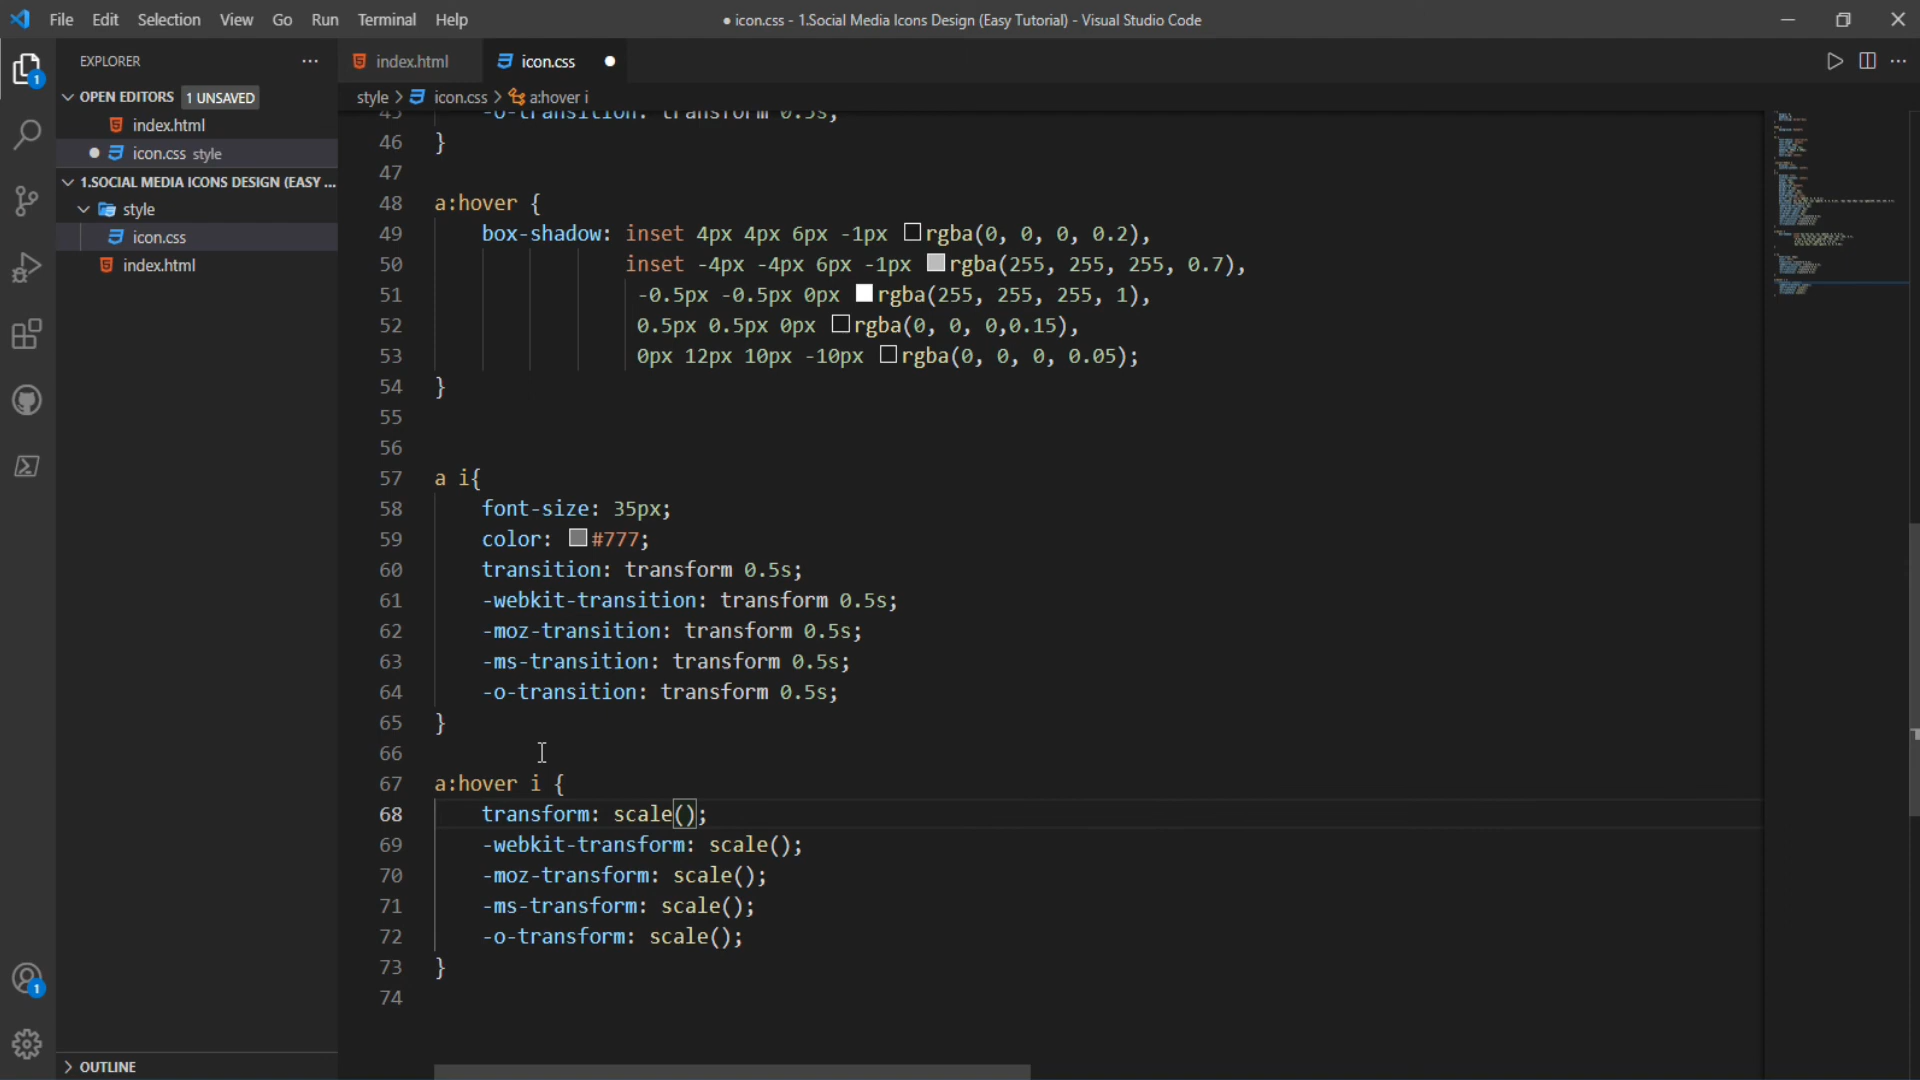 File Edit Selection View Go Run Terminal Help
● icon.css - 1.Social Media Icons Design (Easy Tutorial) - Visual Studio Code
EXPLORER
OPEN EDITORS 1 UNSAVED
index.html
icon.css style
1.SOCIAL MEDIA ICONS DESIGN (EASY ...
style
icon.css
index.html
OUTLINE
1
1
index.html icon.css
style > icon.css > a:hover i
45 -o-transition: transform 0.5s;
46 }
47
48 a:hover {
49 box-shadow: inset 4px 4px 6px -1px rgba(0, 0, 0, 0.2),
50 inset -4px -4px 6px -1px rgba(255, 255, 255, 0.7),
51 -0.5px -0.5px 0px rgba(255, 255, 255, 1),
52 0.5px 0.5px 0px rgba(0, 0, 0,0.15),
53 0px 12px 10px -10px rgba(0, 0, 0, 0.05);
54 }
55
56
57 a i{
58 font-size: 35px;
59 color: #777;
60 transition: transform 0.5s;
61 -webkit-transition: transform 0.5s;
62 -moz-transition: transform 0.5s;
63 -ms-transition: transform 0.5s;
64 -o-transition: transform 0.5s;
65 }
66
67 a:hover i {
68 transform: scale();
69 -webkit-transform: scale();
70 -moz-transform: scale();
71 -ms-transform: scale();
72 -o-transform: scale();
73 }
74